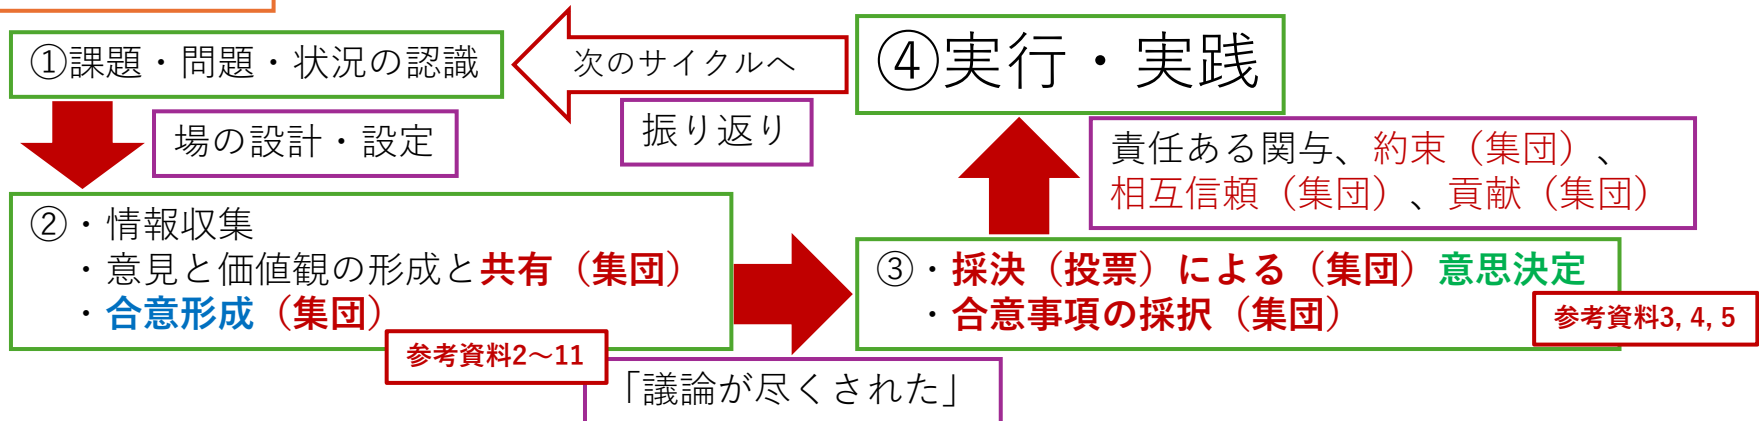 ①課題・問題・状況の認識
次のサイクルへ
④実行・実践
場の設計・設定
振り返り
責任ある関与、約束（集団）、
相互信頼（集団）、貢献（集団）
②・情報収集
・意見と価値観の形成と共有（集団）
・合意形成（集団）
参考資料2～11
「議論が尽くされた」
③・採決（投票）による（集団）意思決定
・合意事項の採択（集団）
参考資料3, 4, 5